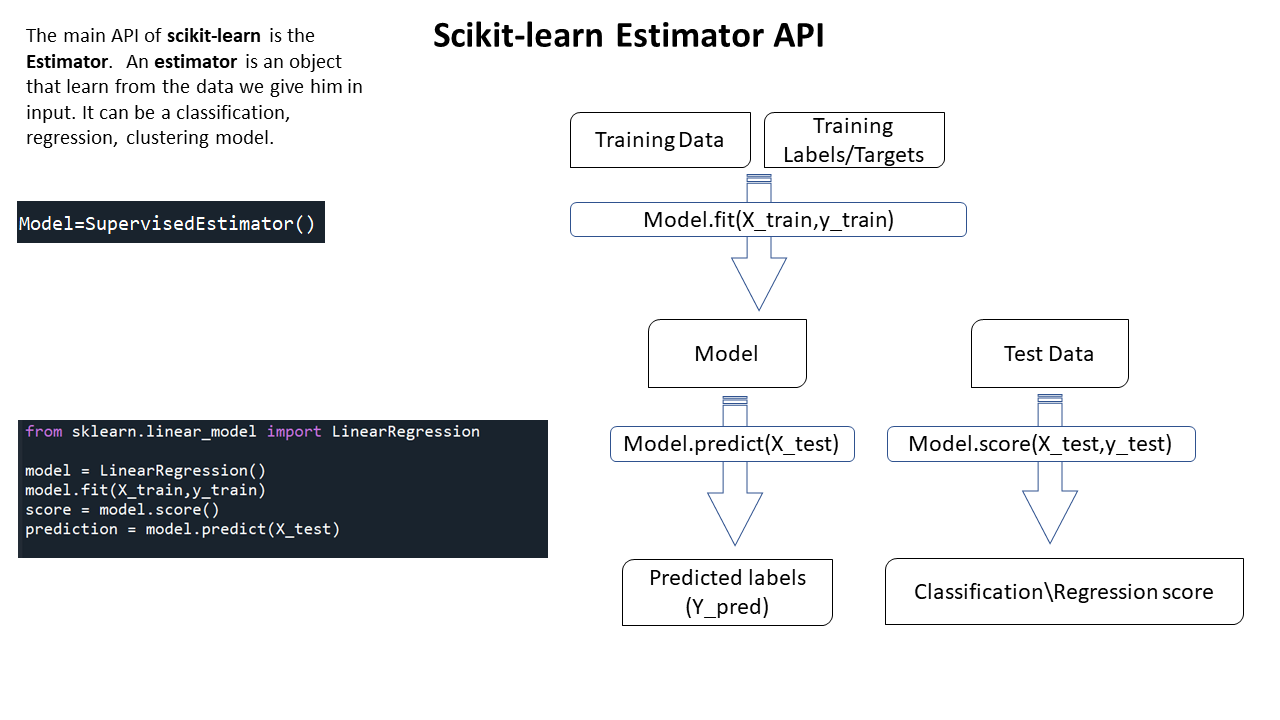 Scikit-learn Estimator API
The main API of scikit-learn is the
Estimator. An estimator is an object
that learn from the data we give him in
input. It can be a classification,
regression, clustering model.
Model=SupervisedEstimator()
from sklearn.linear_model import LinearRegression
model = LinearRegression()
model.fit(X_train,y_train)
score = model.score()
prediction = model.predict(X_test)
Training Data
Training
Labels/Targets
Model.fit(X_train,y_train)
Model
Test Data
Model.predict(X_test)
Model.score(X_test,y_test)
Predicted labels
(Y_pred)
Classification\Regression score